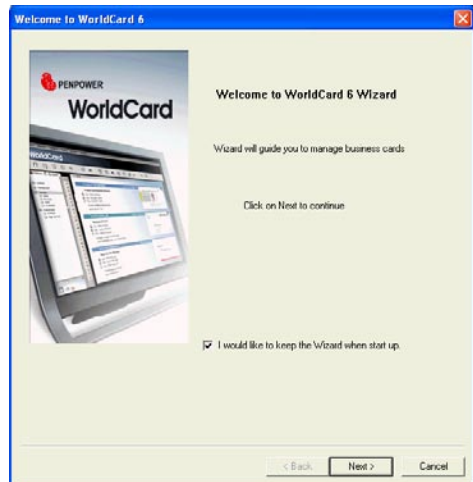 Welcome to WorldCard 6
PENPOWER
WorldCard
Welcome to WorldCard 6 Wizard
Wizard will guide you to manage business cards
Click on Next to continue
I would like to keep the Wizard when start up.
< Back
Next >
Cancel
WorldCard